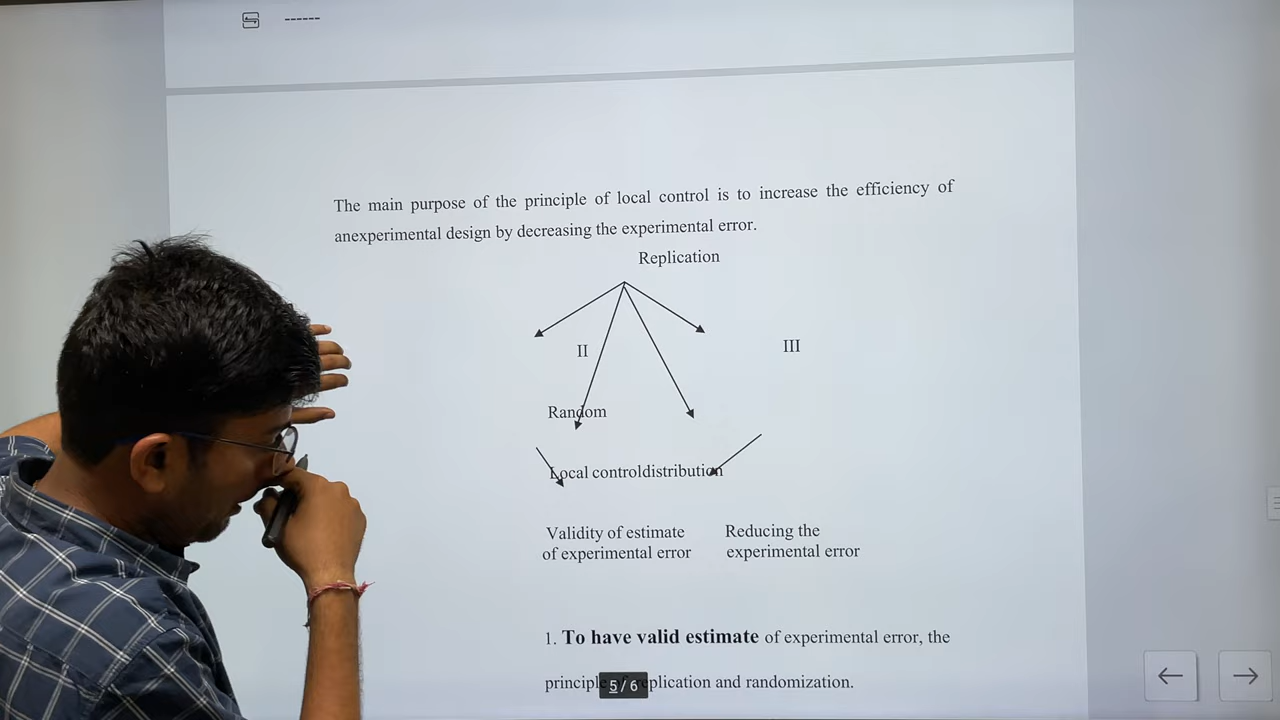 The main purpose of the principle of local control is to increase the efficiency of
anexperimental design by decreasing the experimental error.
Replication
II
III
Random
Local controldistribution
Validity of estimate
of experimental error
Reducing the
experimental error
1. To have valid estimate of experimental error, the
replication and randomization.
5 / 6